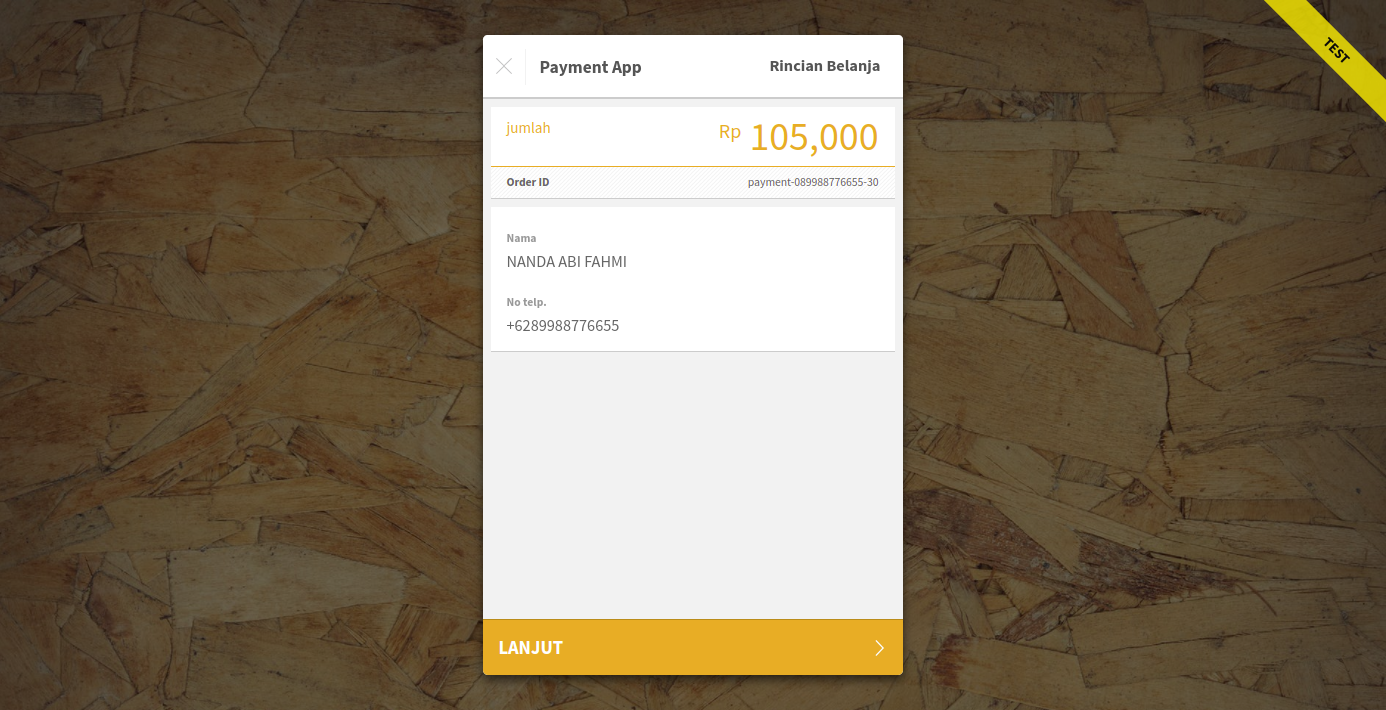 Payment App
Rincian Belanja
TEST
jumlah
Rp 105,000
Order ID
payment-089988776655-30
Nama
NANDA ABI FAHMI
No telp.
+6289988776655
LANJUT